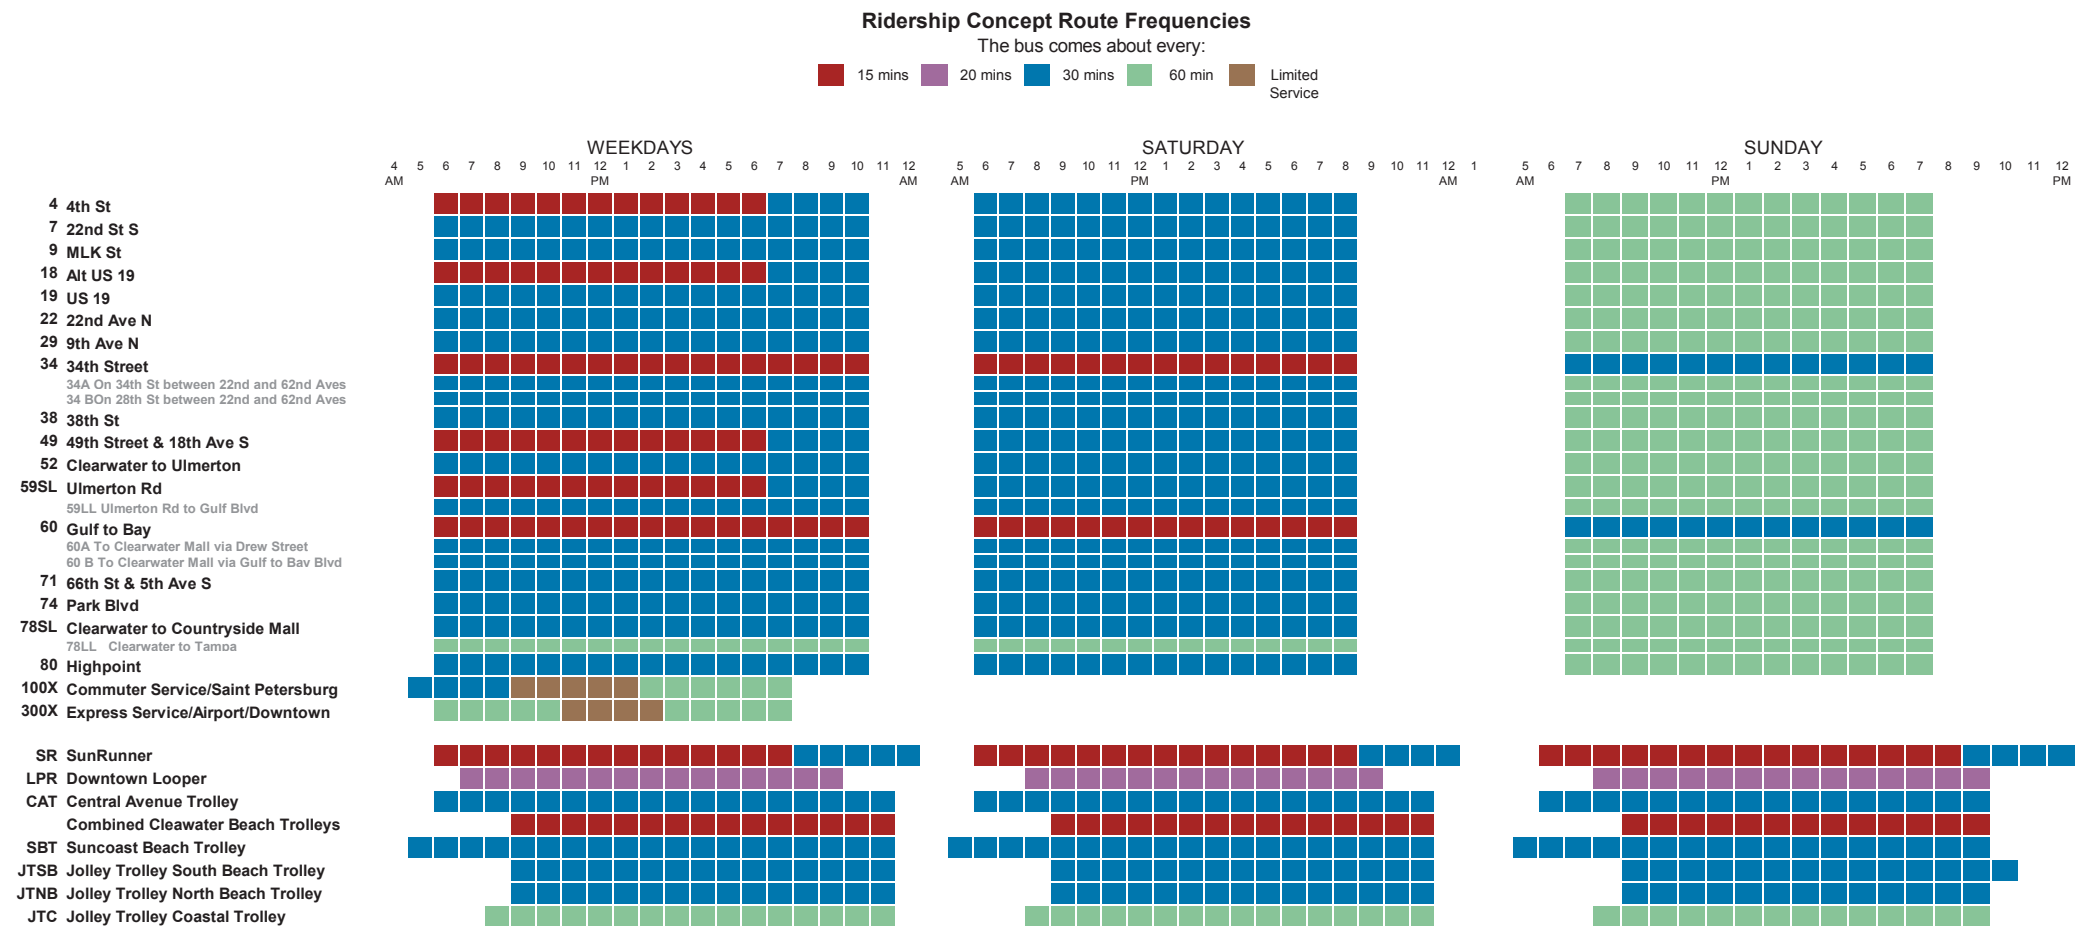 Ridership Concept Route Frequencies
The bus comes about every:
15 mins 20 mins 30 mins 60 min Limited
Service
WEEKDAYS SATURDAY SUNDAY
4 5 6 7 8 9 10 11 12 1 2 3 4 5 6 7 8 9 10 11 12 5 6 7 8 9 10 11 12 1 2 3 4 5 6 7 8 9 10 11 12 1 5 6 7 8 9 10 11 12 1 2 3 4 5 6 7 8 9 10 11 12
AM PM AM AM PM AM AM PM PM
4 4th St
7 22nd St S
9 MLK St
18 Alt US 19
19 US 19
22 22nd Ave N
29 9th Ave N
34 34th Street
34A On 34th St between 22nd and 62nd Aves
34 BOn 28th St between 22nd and 62nd Aves
38 38th St
49 49th Street & 18th Ave S
52 Clearwater to Ulmerton
59SL Ulmerton Rd
59LL Ulmerton Rd to Gulf Blvd
60 Gulf to Bay
60A To Clearwater Mall via Drew Street
60 B To Clearwater Mall via Gulf to Bay Blvd
71 66th St & 5th Ave S
74 Park Blvd
78SL Clearwater to Countryside Mall
78LL Clearwater to Tampa
80 Highpoint
100X Commuter Service/Saint Petersburg
300X Express Service/Airport/Downtown
SR SunRunner
LPR Downtown Looper
CAT Central Avenue Trolley
Combined Cleawater Beach Trolleys
SBT Suncoast Beach Trolley
JTSB Jolley Trolley South Beach Trolley
JTNB Jolley Trolley North Beach Trolley
JTC Jolley Trolley Coastal Trolley